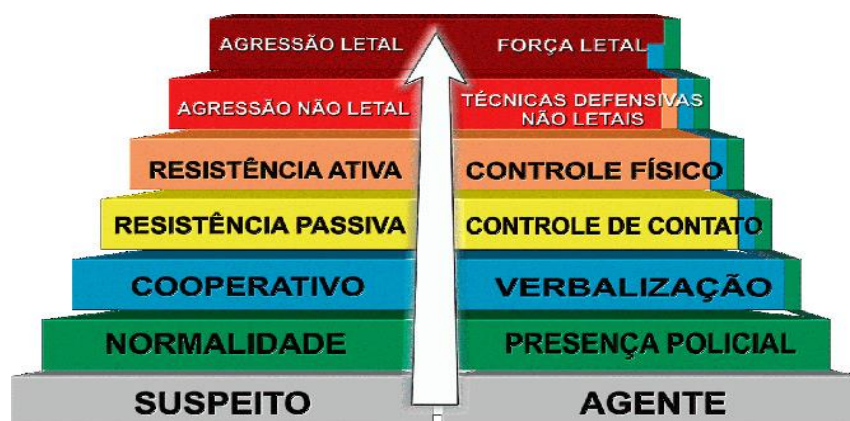 AGRESSÃO LETAL FORÇA LETAL
AGRESSÃO NÃO LETAL TÉCNICAS DEFENSIVAS
NÃO LETAIS
RESISTÊNCIA ATIVA CONTROLE FÍSICO
RESISTÊNCIA PASSIVA CONTROLE DE CONTATO
COOPERATIVO VERBALIZAÇÃO
NORMALIDADE PRESENÇA POLICIAL
SUSPEITO AGENTE